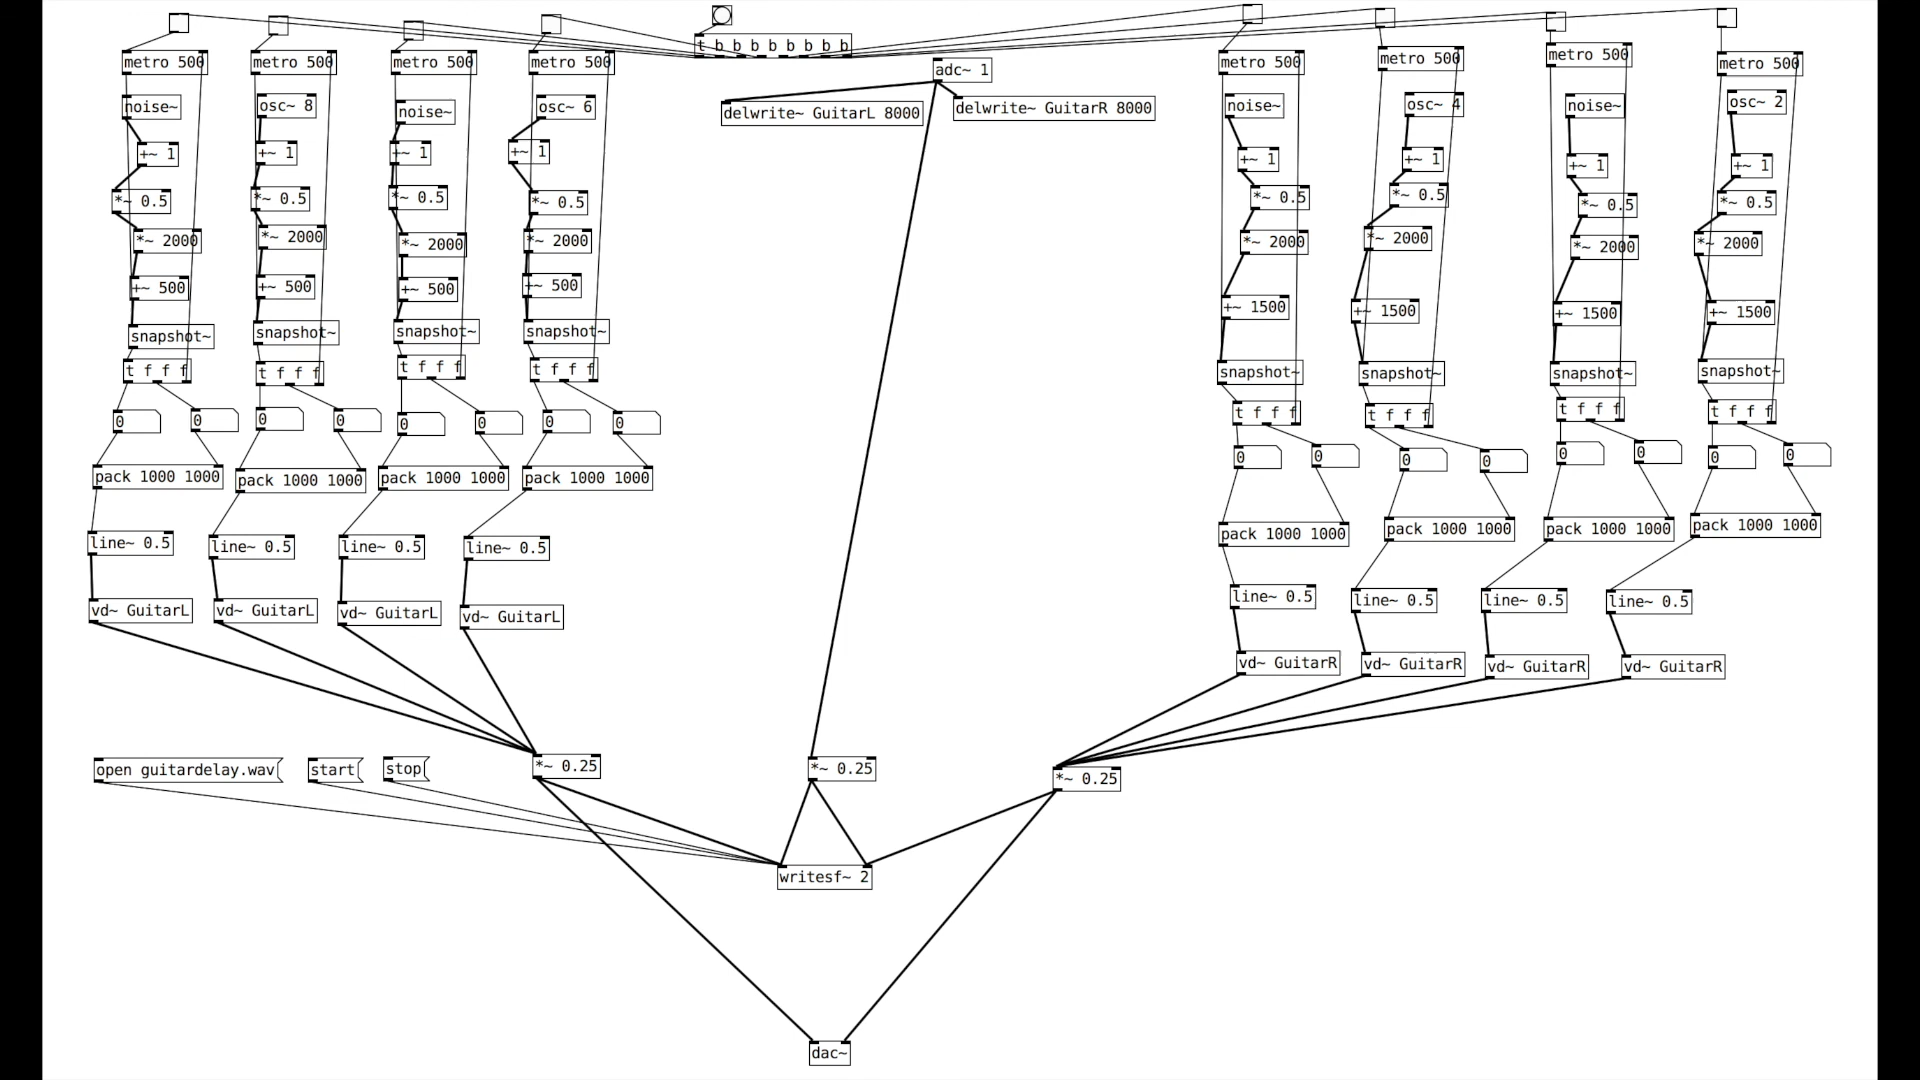 t b b b b b b b b
metro 500 metro 500 metro 500 metro 500 adc~ 1 metro 500 metro 500 metro 500 metro 500
noise~ osc~ 8 noise~ osc~ 6 delwrite~ GuitarL 8000 delwrite~ GuitarR 8000 noise~ osc~ 4 noise~ osc~ 2
+~ 1 +~ 1 +~ 1 +~ 1 +~ 1 +~ 1 +~ 1 +~ 1
*~ 0.5 *~ 0.5 *~ 0.5 *~ 0.5 *~ 0.5 *~ 0.5 *~ 0.5 *~ 0.5
*~ 2000 *~ 2000 *~ 2000 *~ 2000 *~ 2000 *~ 2000 *~ 2000 *~ 2000
+~ 500 +~ 500 +~ 500 +~ 500 +~ 1500 +~ 1500 +~ 1500 +~ 1500
snapshot~ snapshot~ snapshot~ snapshot~ snapshot~ snapshot~ snapshot~ snapshot~
t f f f t f f f t f f f t f f f t f f f t f f f t f f f t f f f
0 0 0 0 0 0 0 0 0 0 0 0 0 0 0 0
pack 1000 1000 pack 1000 1000 pack 1000 1000 pack 1000 1000 pack 1000 1000 pack 1000 1000 pack 1000 1000 pack 1000 1000
line~ 0.5 line~ 0.5 line~ 0.5 line~ 0.5 line~ 0.5 line~ 0.5 line~ 0.5 line~ 0.5
vd~ GuitarL vd~ GuitarL vd~ GuitarL vd~ GuitarL vd~ GuitarR vd~ GuitarR vd~ GuitarR vd~ GuitarR
open guitardelay.wav start stop *~ 0.25 *~ 0.25 *~ 0.25
writesf~ 2
dac~